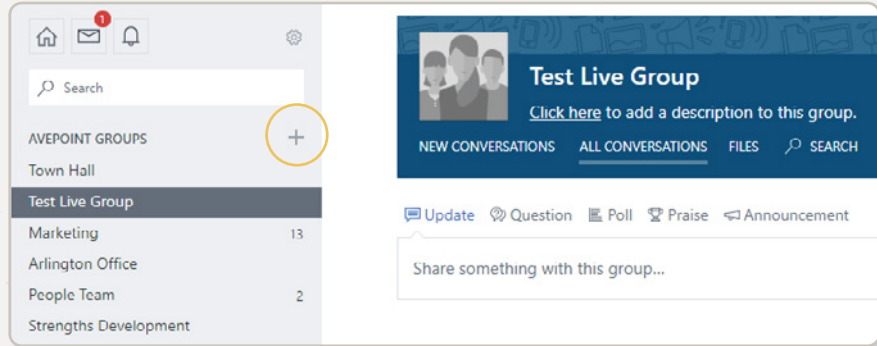 1
Search
AVEPOINT GROUPS
Town Hall
Test Live Group
Marketing 13
Arlington Office
People Team 2
Strengths Development
Test Live Group
Click here to add a description to this group.
NEW CONVERSATIONS ALL CONVERSATIONS FILES SEARCH
Update Question Poll Praise Announcement
Share something with this group...